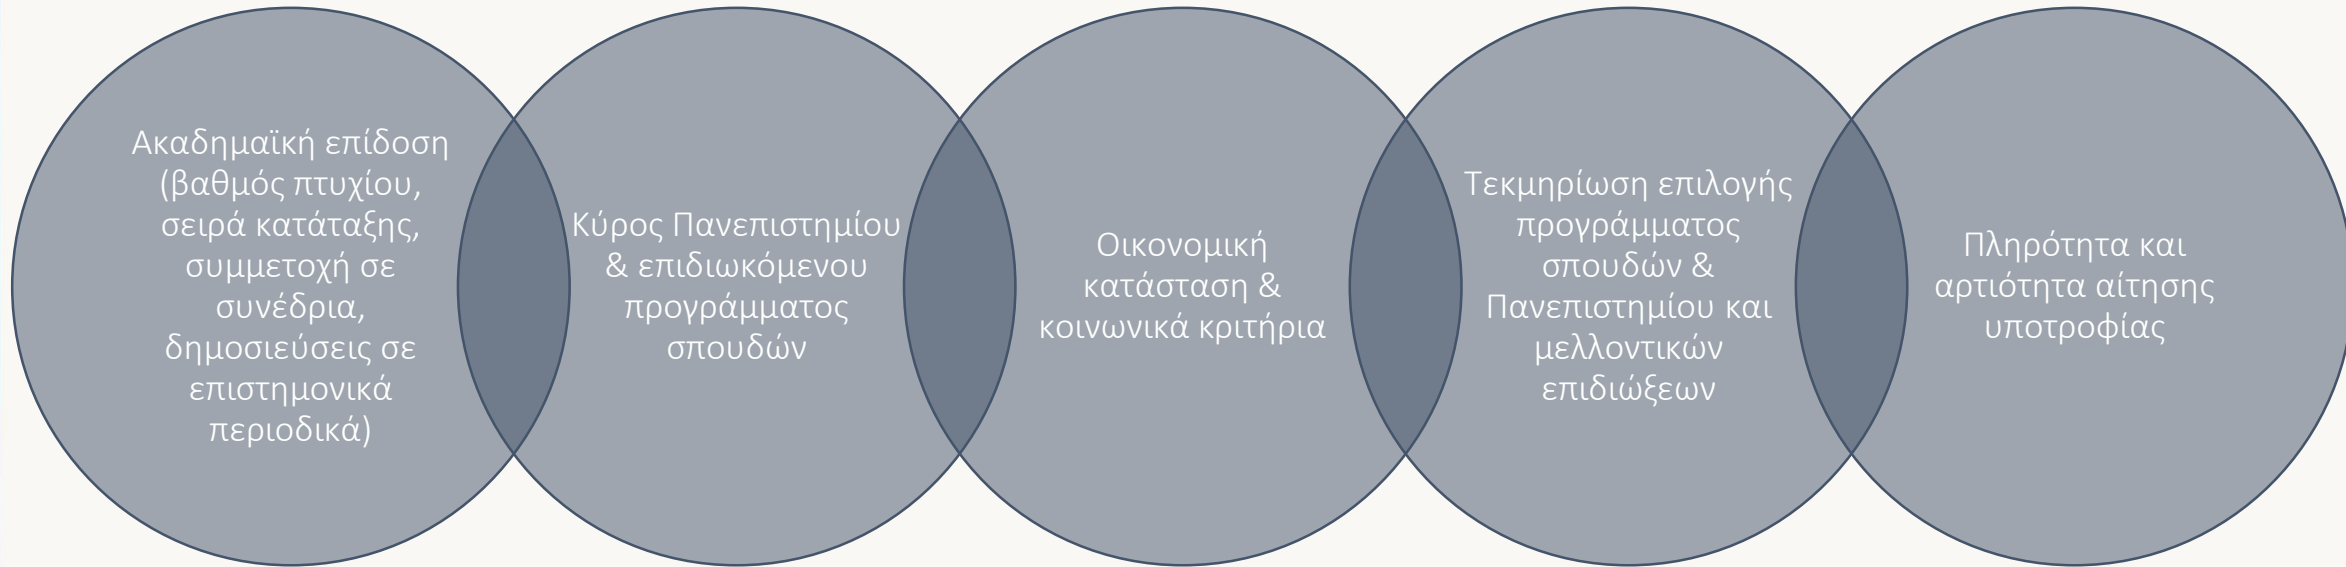 Ακαδημαϊκή επίδοση
(βαθμός πτυχίου,
σειρά κατάταξης,
συμμετοχή σε
συνέδρια,
δημοσιεύσεις σε
επιστημονικά
περιοδικά)
Κύρος Πανεπιστημίου
& επιδιωκόμενου
προγράμματος
σπουδών
Οικονομική
κατάσταση &
κοινωνικά κριτήρια
Τεκμηρίωση επιλογής
προγράμματος
σπουδών &
Πανεπιστημίου και
μελλοντικών
επιδιώξεων
Πληρότητα και
αρτιότητα αίτησης
υποτροφίας